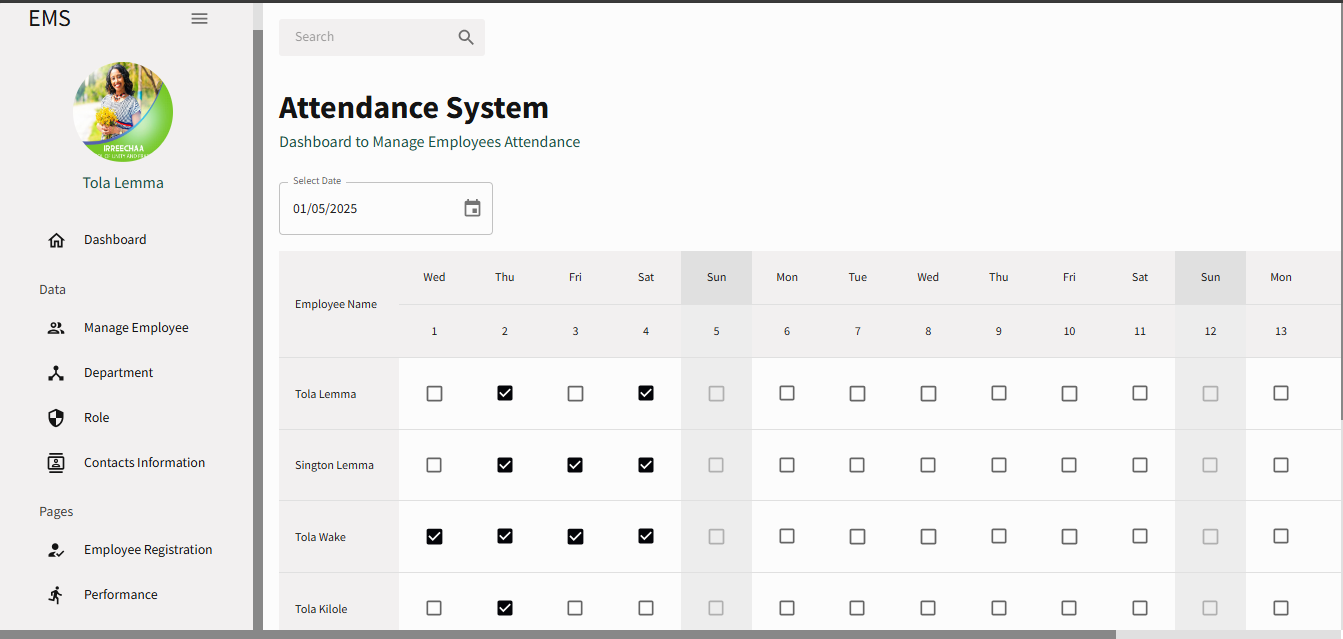 EMS
IRREECHAA
Tola Lemma
Dashboard
Data
Manage Employee
Department
Role
Contacts Information
Pages
Employee Registration
Performance
Search
Attendance System
Dashboard to Manage Employees Attendance
Select Date
01/05/2025
Employee Name
Wed Thu Fri Sat Sun Mon Tue Wed Thu Fri Sat Sun Mon
1 2 3 4 5 6 7 8 9 10 11 12 13
Tola Lemma
Sington Lemma
Tola Wake
Tola Kilole